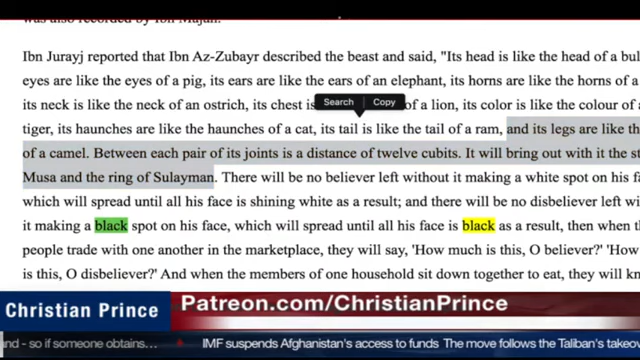 was also recorded by Ibn Majah.
Ibn Jurayj reported that Ibn Az-Zubayr described the beast and said, "Its head is like the head of a bul
eyes are like the eyes of a pig, its ears are like the ears of an elephant, its horns are like the horns of a
its neck is like the neck of an ostrich, its chest is of a lion, its color is like the colour of
Search Copy
tiger, its haunches are like the haunches of a cat, its tail is like the tail of a ram, and its legs are like th
of a camel. Between each pair of its joints is a distance of twelve cubits. It will bring out with it the st
Musa and the ring of Sulayman. There will be no believer left without it making a white spot on his fa
which will spread until all his face is shining white as a result; and there will be no disbeliever left wi
it making a black spot on his face, which will spread until all his face is black as a result, then when th
people trade with one another in the marketplace, they will say, 'How much is this, O believer?' 'How
is this, O disbeliever?' And when the members of one household sit down together to eat, they will kn
Christian Prince
Patreon.com/ChristianPrince
and - so if someone obtains... IMF suspends Afghanistan's access to funds The move follows the Taliban's takeov